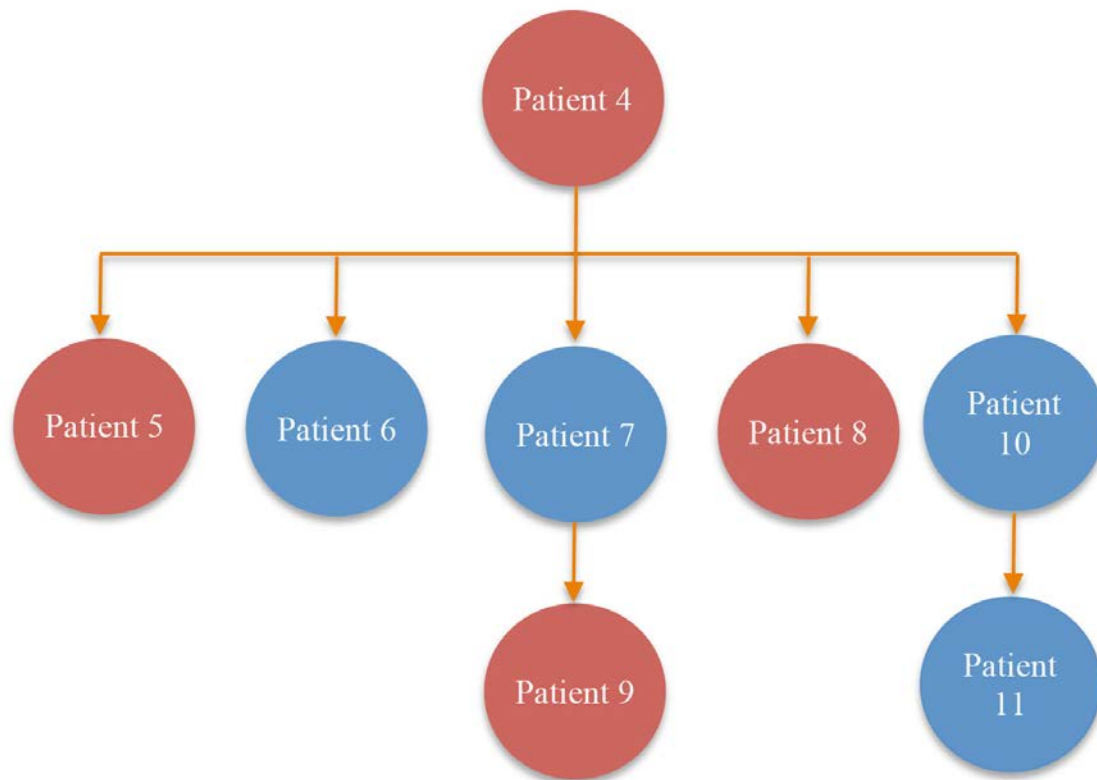 Patient 4
Patient 5
Patient 6
Patient 7
Patient 8
Patient
10
Patient 9
Patient
11